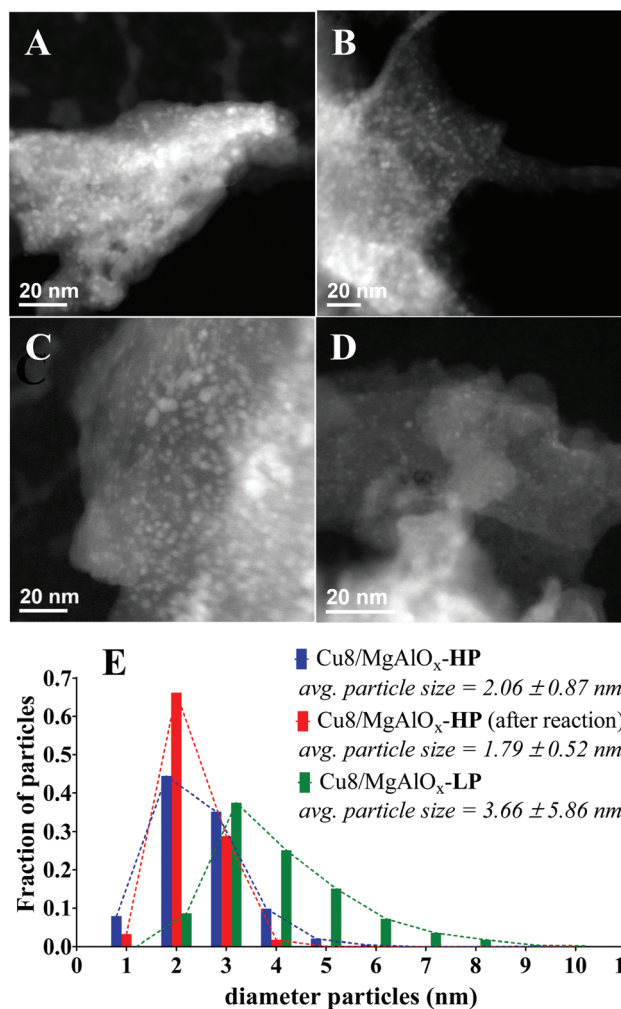 A
B
20 nm
20 nm
C
C
D
20 nm
20 nm
E
Cu8/MgAlOx-HP
avg. particle size = 2.06 ± 0.87 nm
Cu8/MgAlOx-HP (after reaction)
avg. particle size = 1.79 ± 0.52 nm
Cu8/MgAlOx-LP
avg. particle size = 3.66 ± 5.86 nm
Fraction of particles
0.7
0.6
0.5
0.4
0.3
0.2
0.1
0.0
0 1 2 3 4 5 6 7 8 9 10
diameter particles (nm)